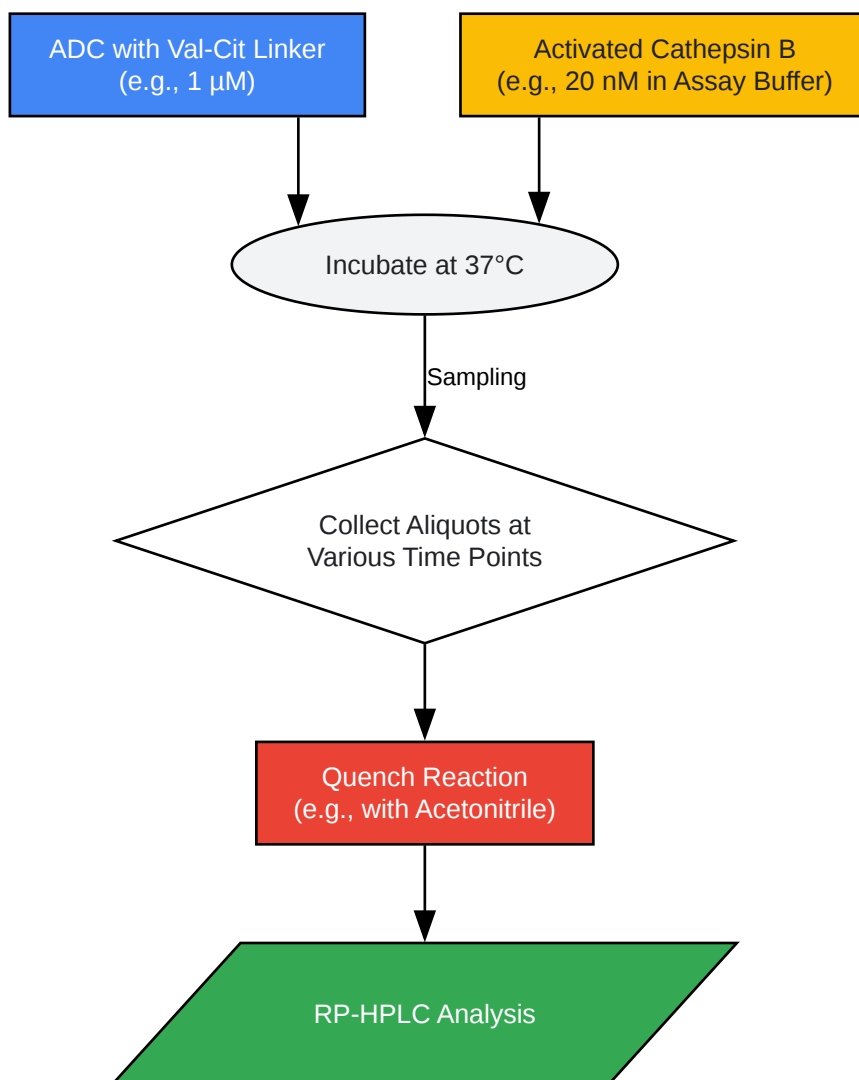 ADC with Val-Cit Linker
(e.g., 1 µM)
Activated Cathepsin B
(e.g., 20 nM in Assay Buffer)
Incubate at 37°C
Sampling
Collect Aliquots at
Various Time Points
Quench Reaction
(e.g., with Acetonitrile)
RP-HPLC Analysis